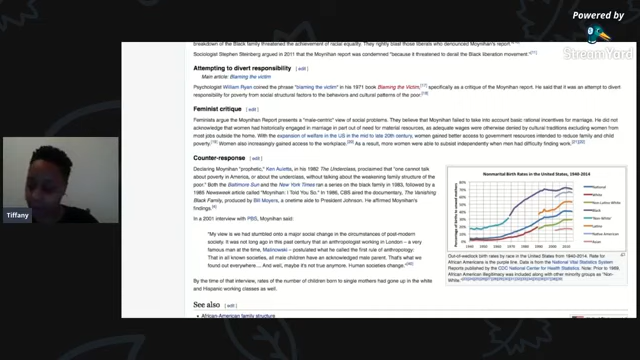 Powered by
StreamYard
breakdown of the Black family threatened the achievement of racial equality. They rightly blast those liberals who denounced Moynihan's report.
Sociologist Stephen Steinberg argued in 2011 that the Moynihan report was condemned "because it threatened to derail the Black liberation movement."
Attempting to divert responsibility [ edit ]
Main article: Blaming the victim
Psychologist William Ryan coined the phrase "blaming the victim" in his 1971 book Blaming the Victim, specifically as a critique of the Moynihan report. He said that it was an attempt to divert
responsibility for poverty from social structural factors to the behaviors and cultural patterns of the poor.
Feminist critique [ edit ]
Feminists argue the Moynihan Report presents a "male-centric" view of social problems. They believe that Moynihan failed to take into account basic rational incentives for marriage. He did
not acknowledge that women had historically engaged in marriage in part out of need for material resources, as adequate wages were otherwise denied by cultural traditions excluding women from
most jobs outside the home. With the expansion of welfare in the US in the mid to late 20th century, women gained better access to government resources intended to reduce family and child
poverty. Women also increasingly gained access to the workplace. As a result, more women were able to subsist independently when men had difficulty finding work.
Counter-response [ edit ]
Declaring Moynihan "prophetic," Ken Auletta, in his 1982 The Underclass, proclaimed that "one cannot talk
about poverty in America, or about the underclass, without talking about the weakening family structure of the
poor." Both the Baltimore Sun and the New York Times ran a series on the black family in 1983, followed by a
1985 Newsweek article called "Moynihan: I Told You So." In 1986, CBS aired the documentary, The Vanishing
Black Family, produced by Bill Moyers, a onetime aide to President Johnson. He affirmed Moynihan's
findings.
In a 2001 interview with PBS, Moynihan said:
"My view is we had stumbled onto a major social change in the circumstances of post-modern
society. It was not long ago in this past century that an anthropologist working in London – a very
famous man at the time, Malinowski – postulated what he called the first rule of anthropology:
That in all known societies, all male children have an acknowledged male parent. That's what we
found out everywhere.... And well, maybe it's not true anymore. Human societies change."
By the time of that interview, rates of the number of children born to single mothers had gone up in the white
and Hispanic working classes as well.
See also [ edit ]
African-American family structure
Nonmarital Birth Rates in the United States, 1940-2014
Out-of-wedlock birth rates by race in the United States from 1940-2014. Rate for
African Americans is the purple line. Data is from the National Vital Statistics System
Reports published by the CDC National Center for Health Statistics. Note: Prior to 1969,
African American illegitimacy was included along with other minority groups as "Non-
White."
Tiffany